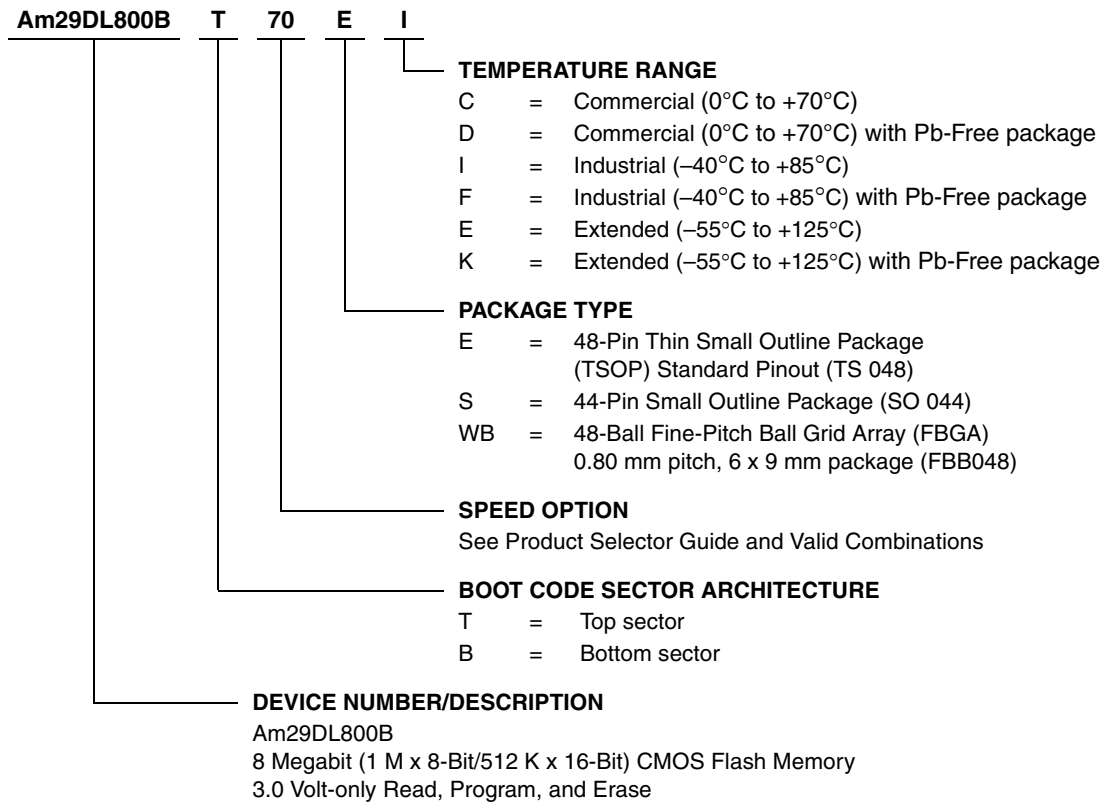 Am29DL800B T 70 E I
TEMPERATURE RANGE
C = Commercial (0°C to +70°C)
D = Commercial (0°C to +70°C) with Pb-Free package
I = Industrial (–40°C to +85°C)
F = Industrial (–40°C to +85°C) with Pb-Free package
E = Extended (–55°C to +125°C)
K = Extended (–55°C to +125°C) with Pb-Free package
PACKAGE TYPE
E = 48-Pin Thin Small Outline Package
(TSOP) Standard Pinout (TS 048)
S = 44-Pin Small Outline Package (SO 044)
WB = 48-Ball Fine-Pitch Ball Grid Array (FBGA)
0.80 mm pitch, 6 x 9 mm package (FBB048)
SPEED OPTION
See Product Selector Guide and Valid Combinations
BOOT CODE SECTOR ARCHITECTURE
T = Top sector
B = Bottom sector
DEVICE NUMBER/DESCRIPTION
Am29DL800B
8 Megabit (1 M x 8-Bit/512 K x 16-Bit) CMOS Flash Memory
3.0 Volt-only Read, Program, and Erase